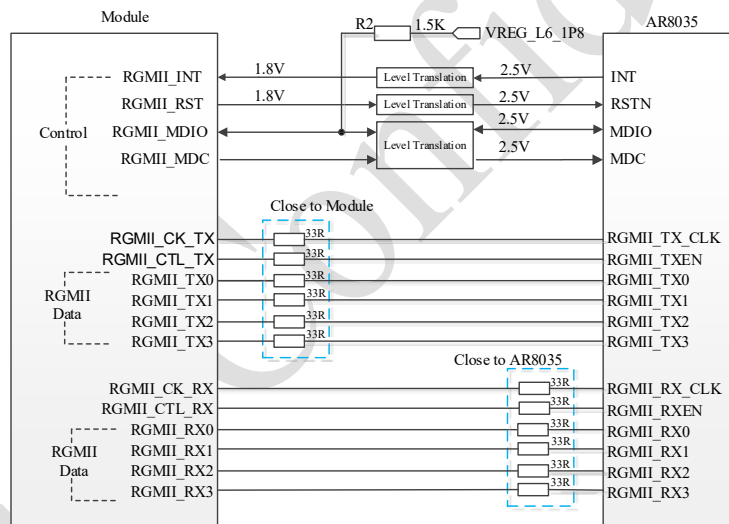 Module
R2
1.5K
VREG_L6_1P8
AR8035
RGMII_INT
1.8V
Level Translation
2.5V
INT
RGMII_RST
1.8V
Level Translation
2.5V
RSTN
Control
RGMII_MDIO
Level Translation
2.5V
MDIO
RGMII_MDC
2.5V
MDC
Close to Module
RGMII_CK_TX
33R
RGMII_TX_CLK
RGMII_CTL_TX
33R
RGMII_TXEN
RGMII
Data
RGMII_TX0
33R
RGMII_TX0
RGMII_TX1
33R
RGMII_TX1
RGMII_TX2
33R
RGMII_TX2
RGMII_TX3
33R
RGMII_TX3
Close to AR8035
RGMII_CK_RX
33R
RGMII_RX_CLK
RGMII_CTL_RX
33R
RGMII_RXEN
RGMII
Data
RGMII_RX0
33R
RGMII_RX0
RGMII_RX1
33R
RGMII_RX1
RGMII_RX2
33R
RGMII_RX2
RGMII_RX3
33R
RGMII_RX3